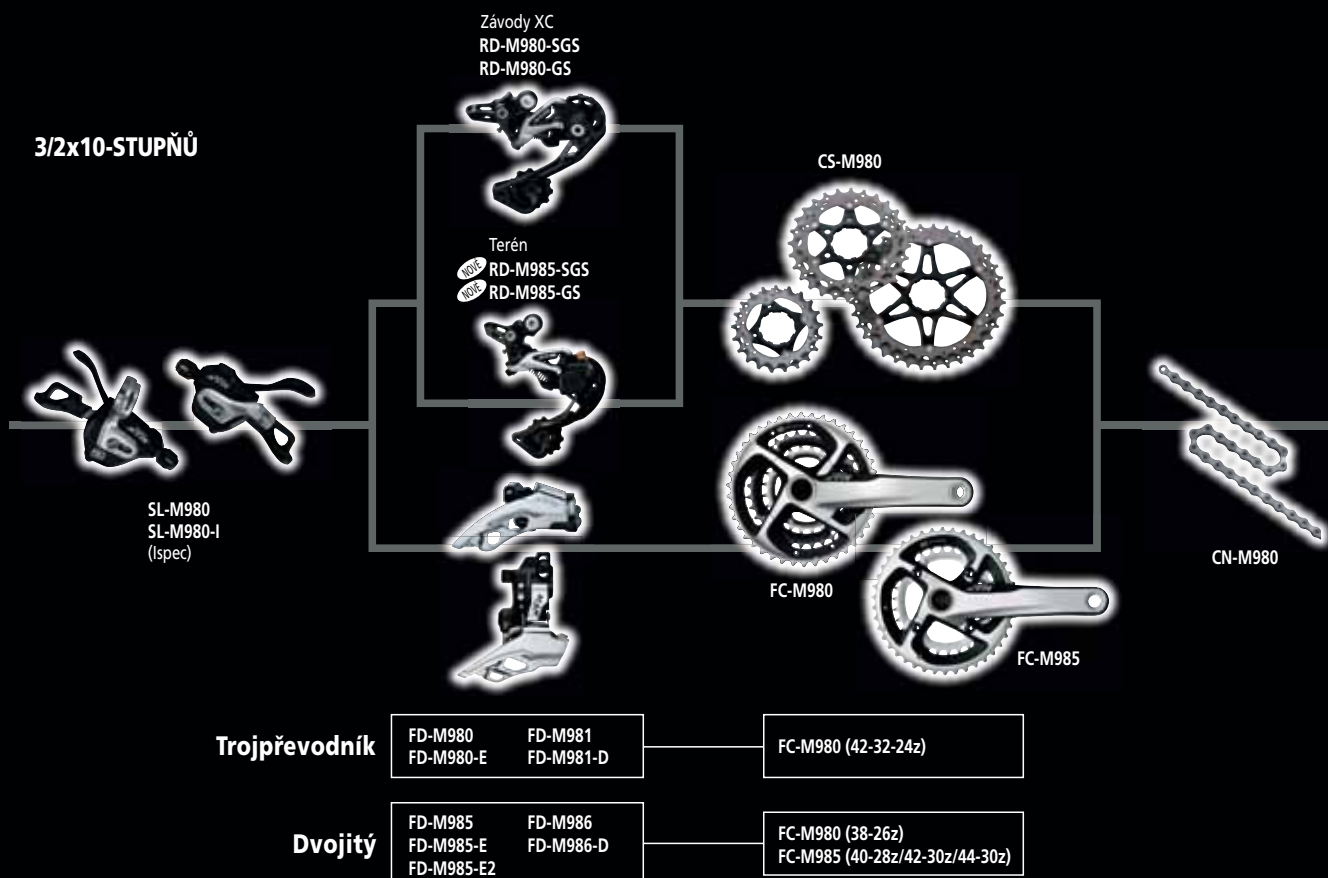 Závody XC
RD-M980-SGS
RD-M980-GS
3/2x10-STUPŇŮ
CS-M980
Terén
NOVÉ RD-M985-SGS
NOVÉ RD-M985-GS
SL-M980
SL-M980-I
(Ispec)
FC-M980
CN-M980
FC-M985
Trojpřevodník
FD-M980 FD-M981
FD-M980-E FD-M981-D
FC-M980 (42-32-24z)
Dvojitý
FD-M985 FD-M986
FD-M985-E FD-M986-D
FD-M985-E2
FC-M980 (38-26z)
FC-M985 (40-28z/42-30z/44-30z)